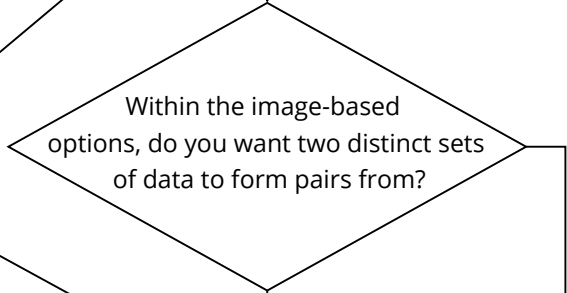 Within the image-based
options, do you want two distinct sets
of data to form pairs from?